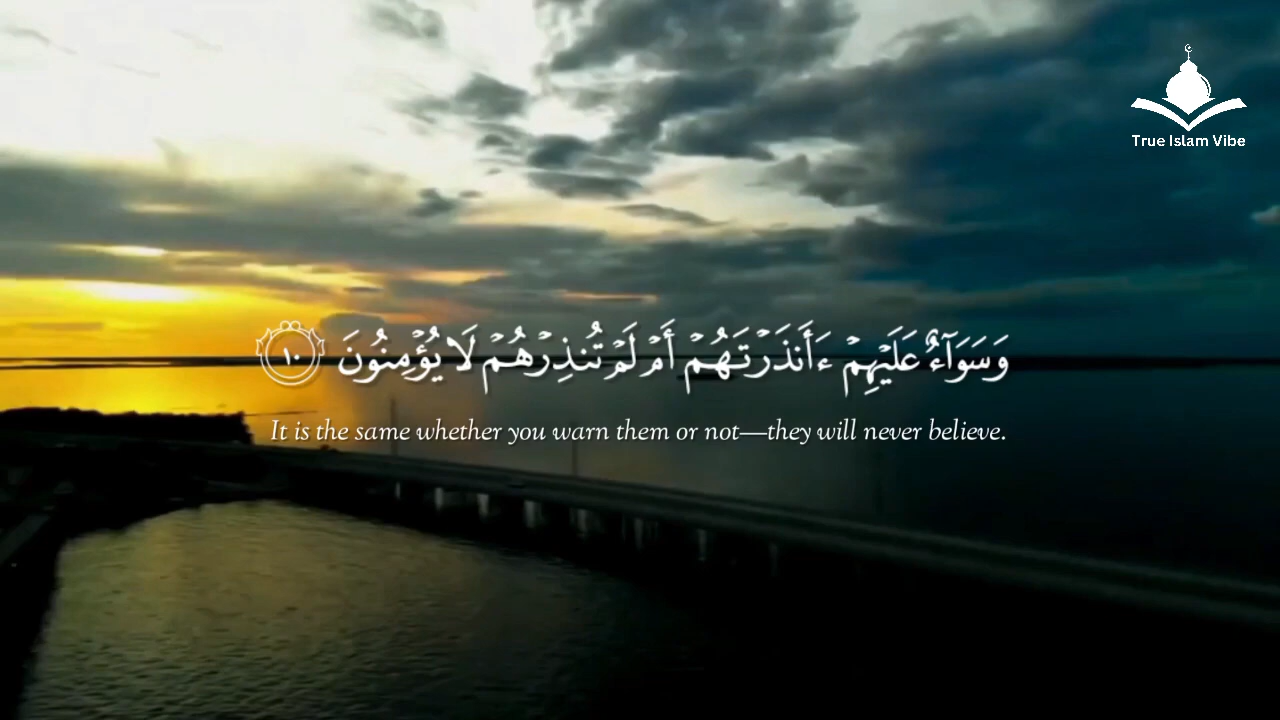 True Islam Vibe
وَسَوَآءٌ عَلَيۡهِمۡ ءَأَنذَرۡتَهُمۡ أَمۡ لَمۡ تُنذِرۡهُمۡ لَا يُؤۡمِنُونَ ١٠
It is the same whether you warn them or not—they will never believe.